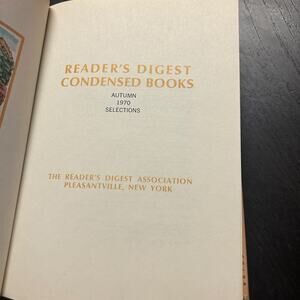 READER'S DIGEST
CONDENSED BOOKS
AUTUMN
1970
SELECTIONS
THE READER'S DIGEST ASSOCIATION
PLEASANTVILLE, NEW YORK